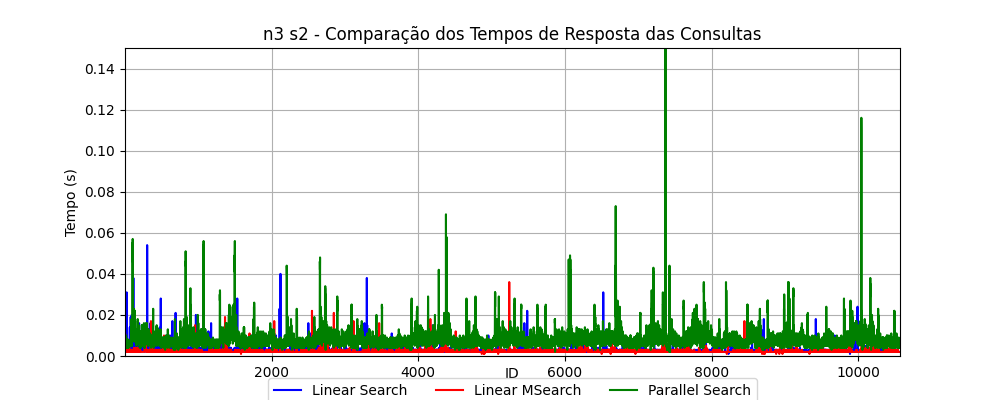 n3 s2 - Comparação dos Tempos de Resposta das Consultas
Tempo (s)
0.14
0.12
0.10
0.08
0.06
0.04
0.02
0.00
2000 4000 6000 8000 10000
ID
Linear Search Linear MSearch Parallel Search